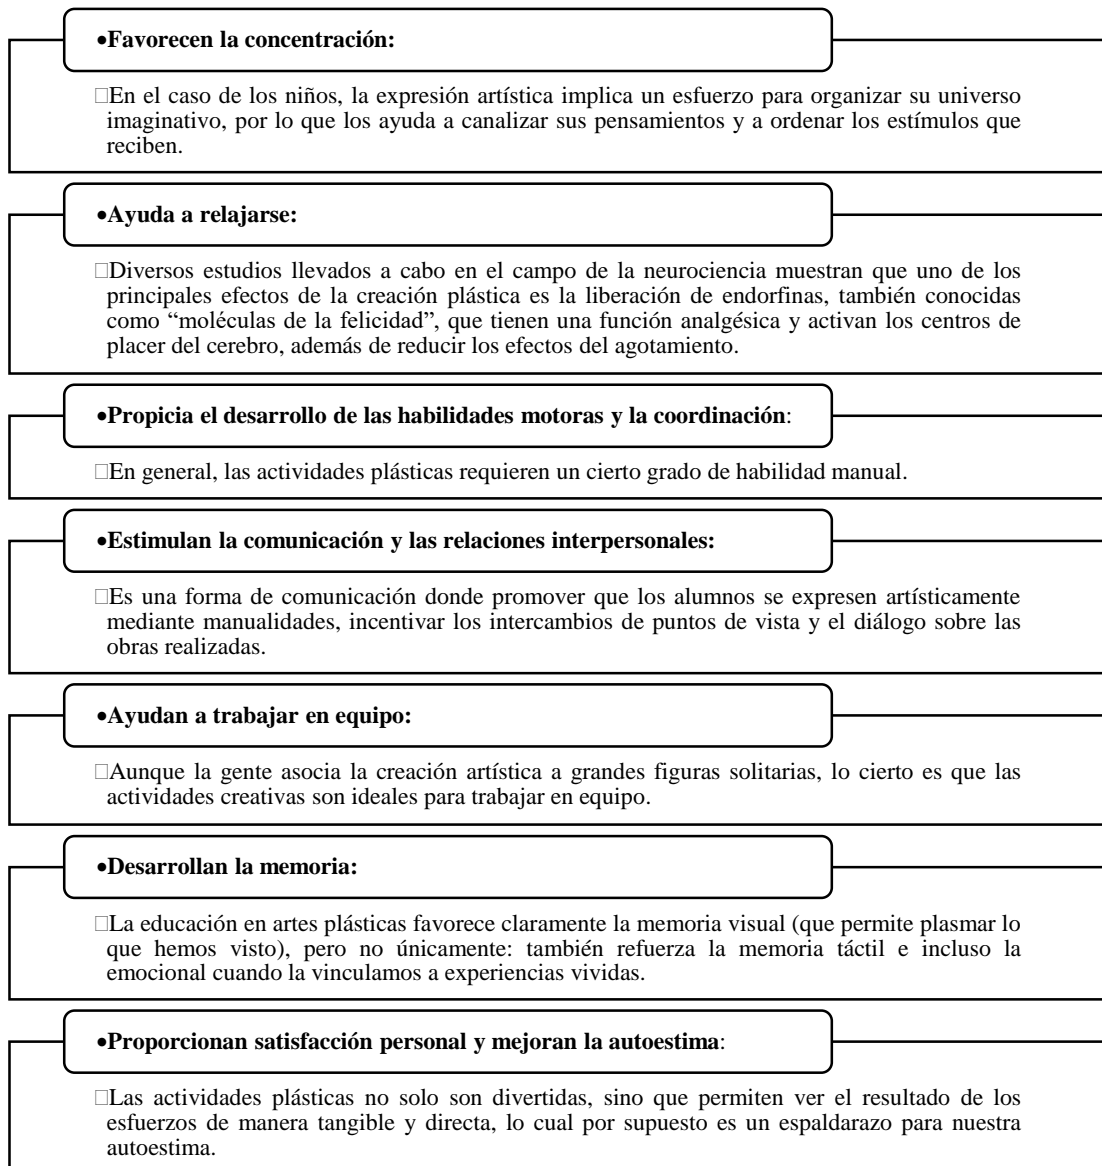 •Favorecen la concentración:
□En el caso de los niños, la expresión artística implica un esfuerzo para organizar su universo
imaginativo, por lo que los ayuda a canalizar sus pensamientos y a ordenar los estímulos que
reciben.
•Ayuda a relajarse:
□Diversos estudios llevados a cabo en el campo de la neurociencia muestran que uno de los
principales efectos de la creación plástica es la liberación de endorfinas, también conocidas
como “moléculas de la felicidad”, que tienen una función analgésica y activan los centros de
placer del cerebro, además de reducir los efectos del agotamiento.
•Propicia el desarrollo de las habilidades motoras y la coordinación:
□En general, las actividades plásticas requieren un cierto grado de habilidad manual.
•Estimulan la comunicación y las relaciones interpersonales:
□Es una forma de comunicación donde promover que los alumnos se expresen artísticamente
mediante manualidades, incentivar los intercambios de puntos de vista y el diálogo sobre las
obras realizadas.
•Ayudan a trabajar en equipo:
□Aunque la gente asocia la creación artística a grandes figuras solitarias, lo cierto es que las
actividades creativas son ideales para trabajar en equipo.
•Desarrollan la memoria:
□La educación en artes plásticas favorece claramente la memoria visual (que permite plasmar lo
que hemos visto), pero no únicamente: también refuerza la memoria táctil e incluso la
emocional cuando la vinculamos a experiencias vividas.
•Proporcionan satisfacción personal y mejoran la autoestima:
□Las actividades plásticas no solo son divertidas, sino que permiten ver el resultado de los
esfuerzos de manera tangible y directa, lo cual por supuesto es un espaldarazo para nuestra
autoestima.